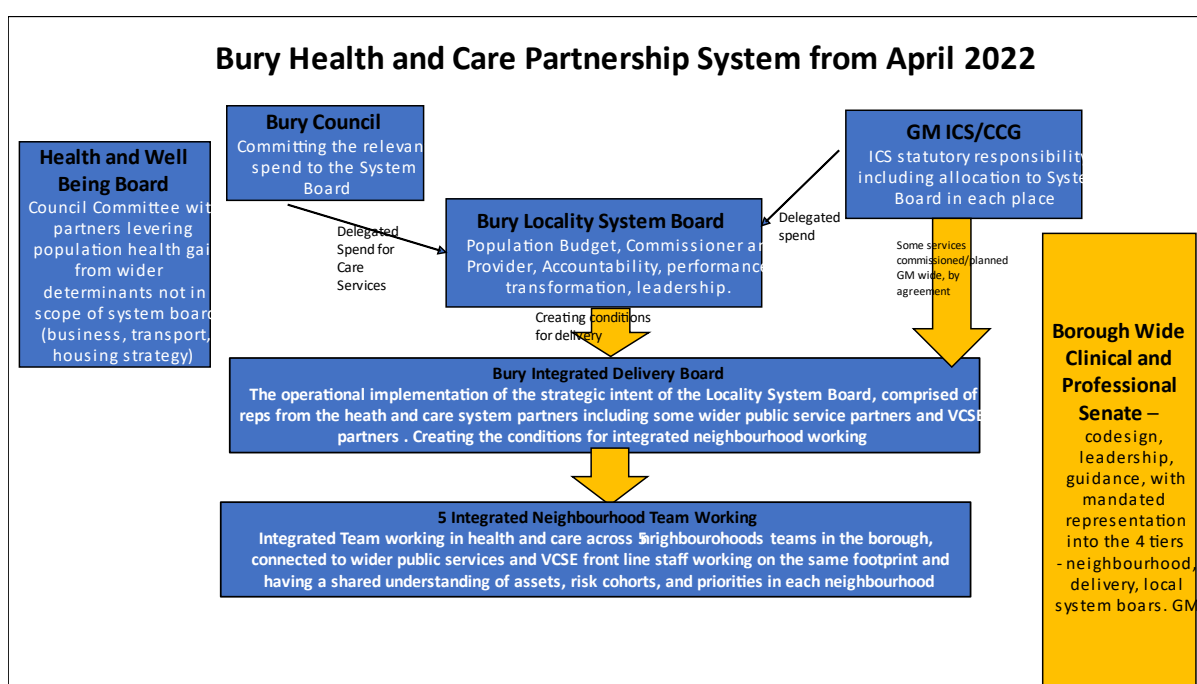 Bury Health and Care Partnership System from April 2022
Health and Well
Being Board
Council Committee wit
partners levering
population health gai
from wider
determinants not in
scope of system board
(business, transport,
housing strategy)
Bury Council
Committing the relevan
spend to the System
Board
Delegated
Spend for
Care
Services
Bury Locality System Board
Population Budget, Commissioner an
Provider, Accountability, performance
transformation, leadership.
Delegated
spend
GM ICS/CCG
ICS statutory responsibility
including allocation to Syste
Board in each place
Some services
commissioned/planned
GM wide, by
agreement
Creating conditions
for delivery
Bury Integrated Delivery Board
The operational implementation of the strategic intent of the Locality System Board, comprised of
reps from the heath and care system partners including some wider public service partners and VCSE
partners . Creating the conditions for integrated neighbourhood working
5 Integrated Neighbourhood Team Working
Integrated Team working in health and care across 5 neighbourohoods teams in the borough,
connected to wider public services and VCSE front line staff working on the same footprint and
having a shared understanding of assets, risk cohorts, and priorities in each neighbourhood
Borough Wide
Clinical and
Professional
Senate –
codesign,
leadership,
guidance, with
mandated
representation
into the 4 tiers
- neighbourhood,
delivery, local
system boars. GM